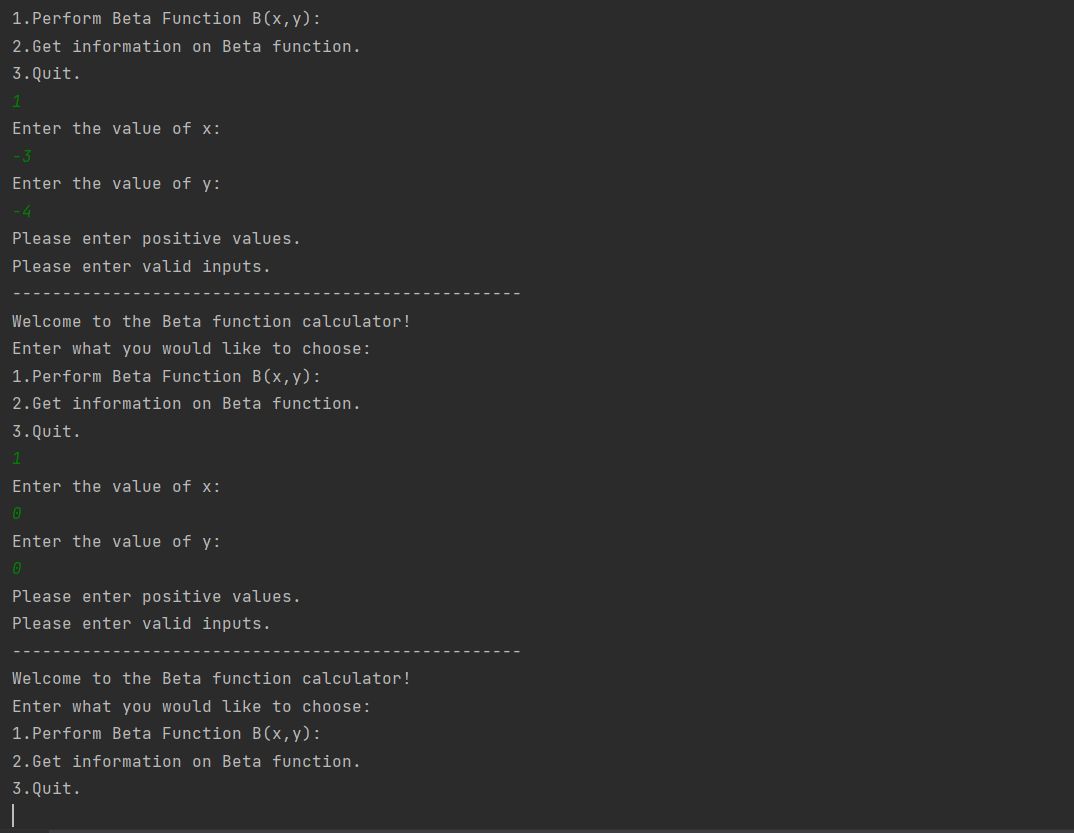 1.Perform Beta Function B(x,y):
2.Get information on Beta function.
3.Quit.
1
Enter the value of x:
-3
Enter the value of y:
-4
Please enter positive values.
Please enter valid inputs.
---------------------------------------------------
Welcome to the Beta function calculator!
Enter what you would like to choose:
1.Perform Beta Function B(x,y):
2.Get information on Beta function.
3.Quit.
1
Enter the value of x:
0
Enter the value of y:
0
Please enter positive values.
Please enter valid inputs.
---------------------------------------------------
Welcome to the Beta function calculator!
Enter what you would like to choose:
1.Perform Beta Function B(x,y):
2.Get information on Beta function.
3.Quit.